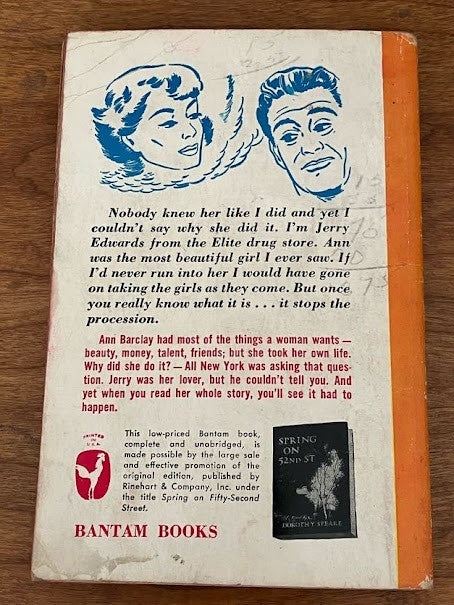 Nobody knew her like I did and yet I
couldn't say why she did it. I'm Jerry
Edwards from the Elite drug store. Ann
was the most beautiful girl I ever saw. If
I'd never run into her I would have gone
on taking the girls as they come. But once
you really know what it is . . . it stops the
procession.
Ann Barclay had most of the things a woman wants —
beauty, money, talent, friends; but she took her own life.
Why did she do it? — All New York was asking that ques-
tion. Jerry was her lover, but he couldn't tell you. And
yet when you read her whole story, you'll see it had to
happen.
PRINTED
IN
U.S.A.
This low-priced Bantam book,
complete and unabridged, is
made possible by the large sale
and effective promotion of the
original edition, published by
Rinehart & Company, Inc. under
the title Spring on Fifty-Second
Street.
SPRING
ON
52ND ST
DOROTHY SPEARE
BANTAM BOOKS